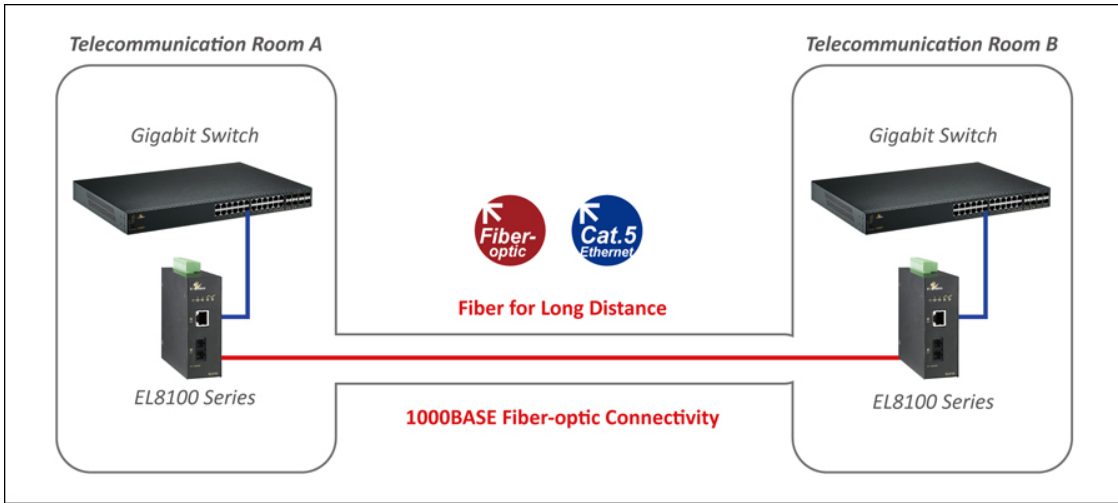 Telecommunication Room A
Telecommunication Room B
Gigabit Switch
Gigabit Switch
Fiber-
optic
Cat.5
Ethernet
Fiber for Long Distance
EL8100 Series
EL8100 Series
1000BASE Fiber-optic Connectivity